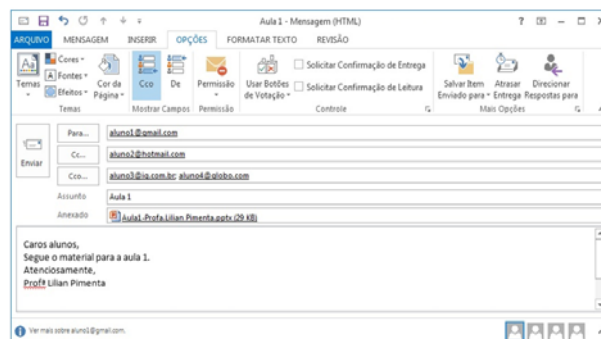 Aula 1 - Mensagem (HTML)
ARQUIVO MENSAGEM INSERIR OPÇÕES FORMATAR TEXTO REVISÃO
Temas
Cores
Fontes
Efeitos
Cor da Página
Cco
De
Permissão
Usar Botões de Votação
Solicitar Confirmação de Entrega
Solicitar Confirmação de Leitura
Salvar Item Enviado para
Atrasar Entrega
Direcionar Respostas para
Temas Mostrar Campos Permissão Controle Mais Opções
Enviar
Para... aluno1@gmail.com
Cc... aluno2@hotmail.com
Cco... aluno3@ig.com.br; aluno4@globo.com
Assunto Aula 1
Anexado Aula1-Profa.Lilian Pimenta.pptx (29 KB)
Caros alunos,
Segue o material para a aula 1.
Atenciosamente,
Profª Lilian Pimenta
Ver mais sobre aluno1@gmail.com.